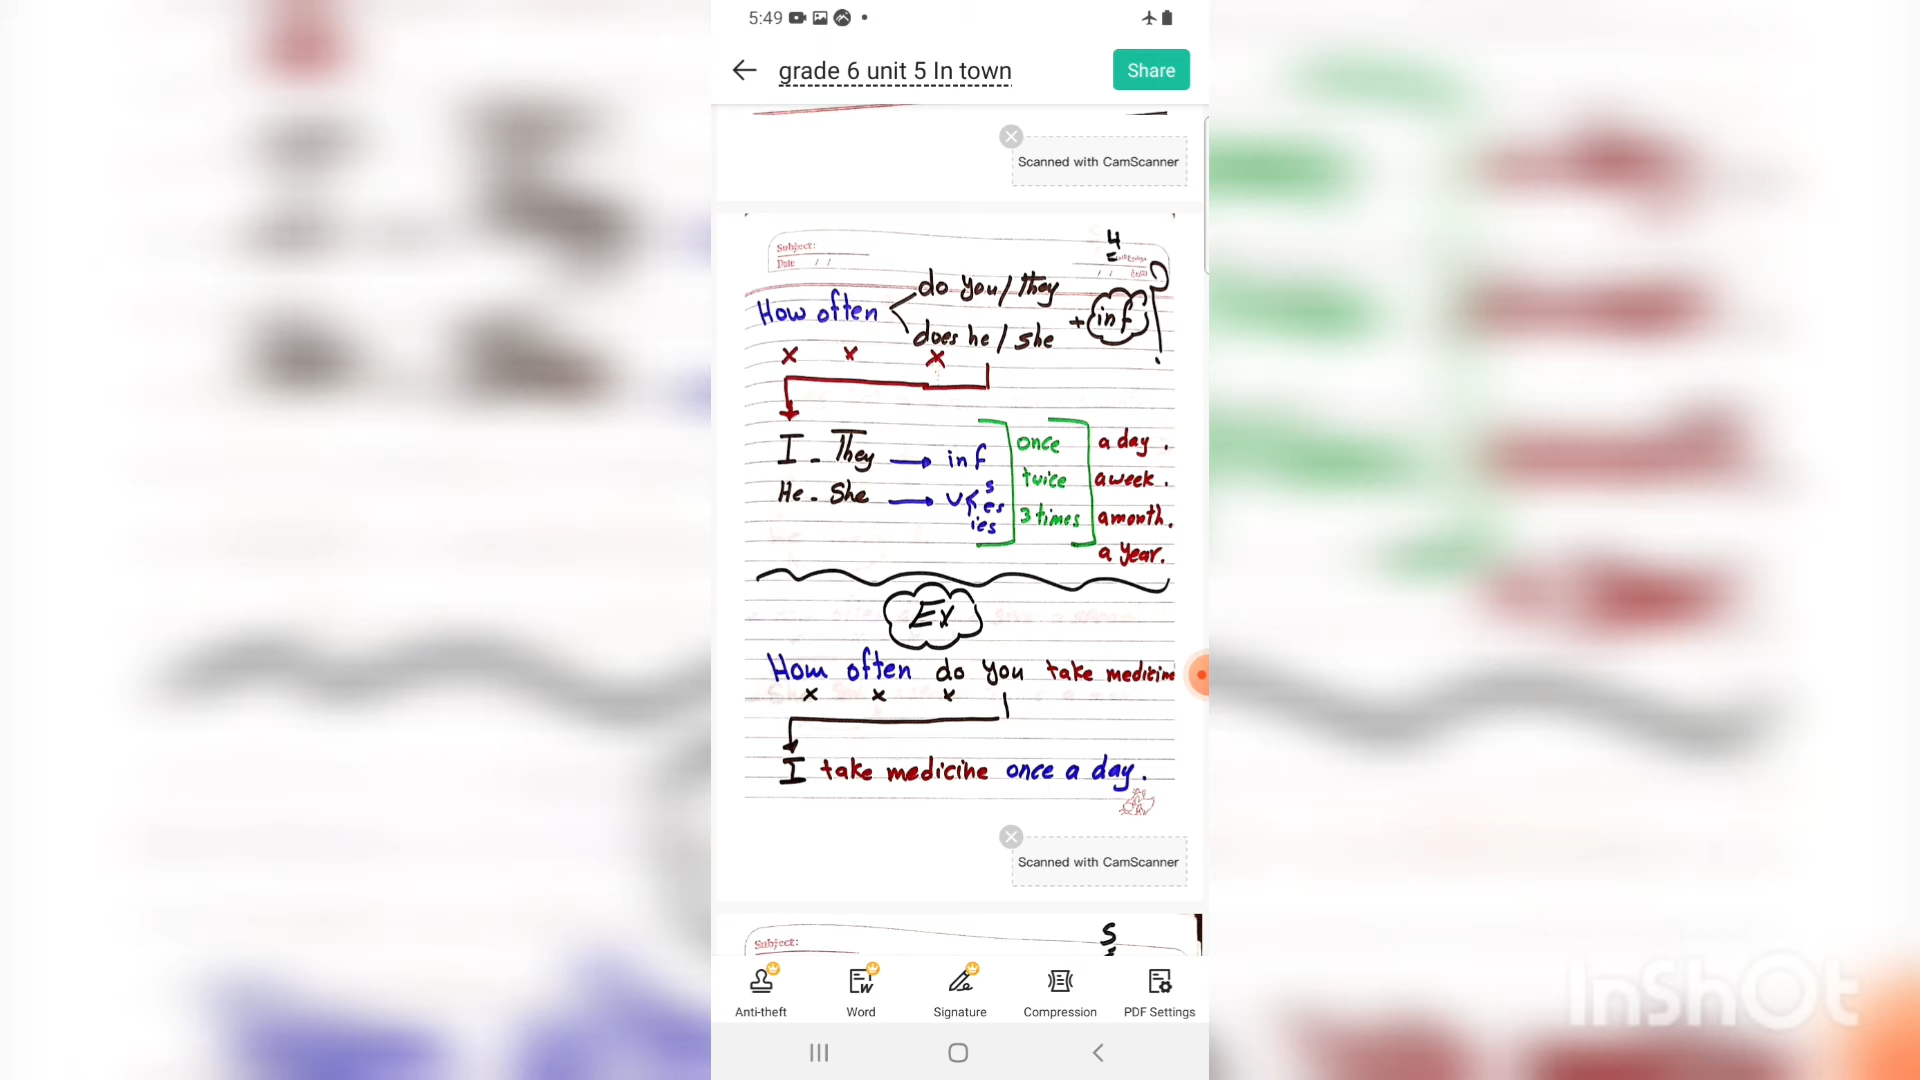 5:49
grade 6 unit 5 In town
Share
Scanned with CamScanner
Subject:
Date / /
4
How often do you/They
does he/she + inf ?
x x x
I - They → inf
He - She → v s es ies
once
twice
3 times
a day.
a week.
a month.
a year.
Ex
How often do you take medicine
x x x
I take medicine once a day.
Scanned with CamScanner
Subject:
5
Anti-theft
Word
Signature
Compression
PDF Settings
InShOt